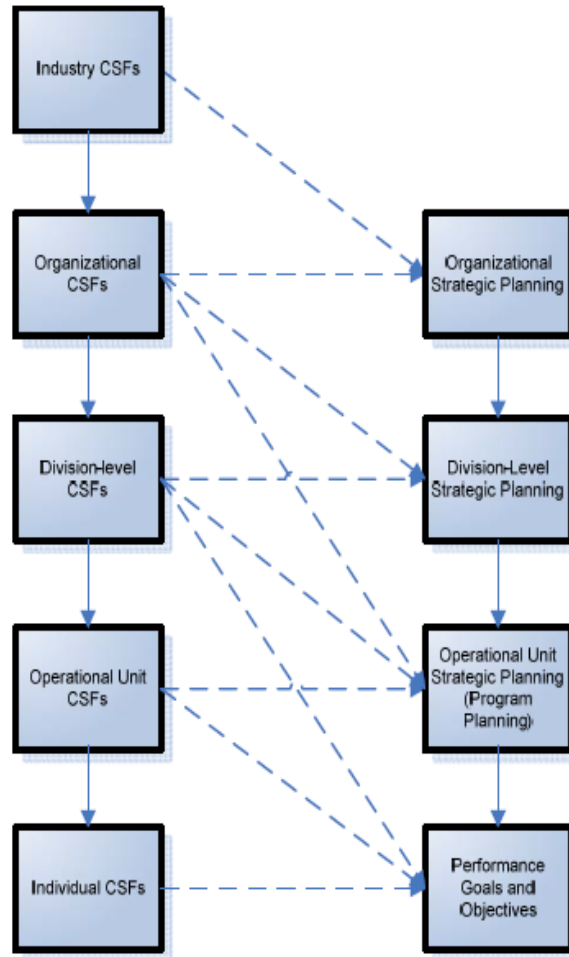 Industry CSFs
Organizational
CSFs
Organizational
Strategic Planning
Division-level
CSFs
Division-Level
Strategic Planning
Operational Unit
CSFs
Operational Unit
Strategic Planning
(Program
Planning)
Individual CSFs
Performance
Goals and
Objectives